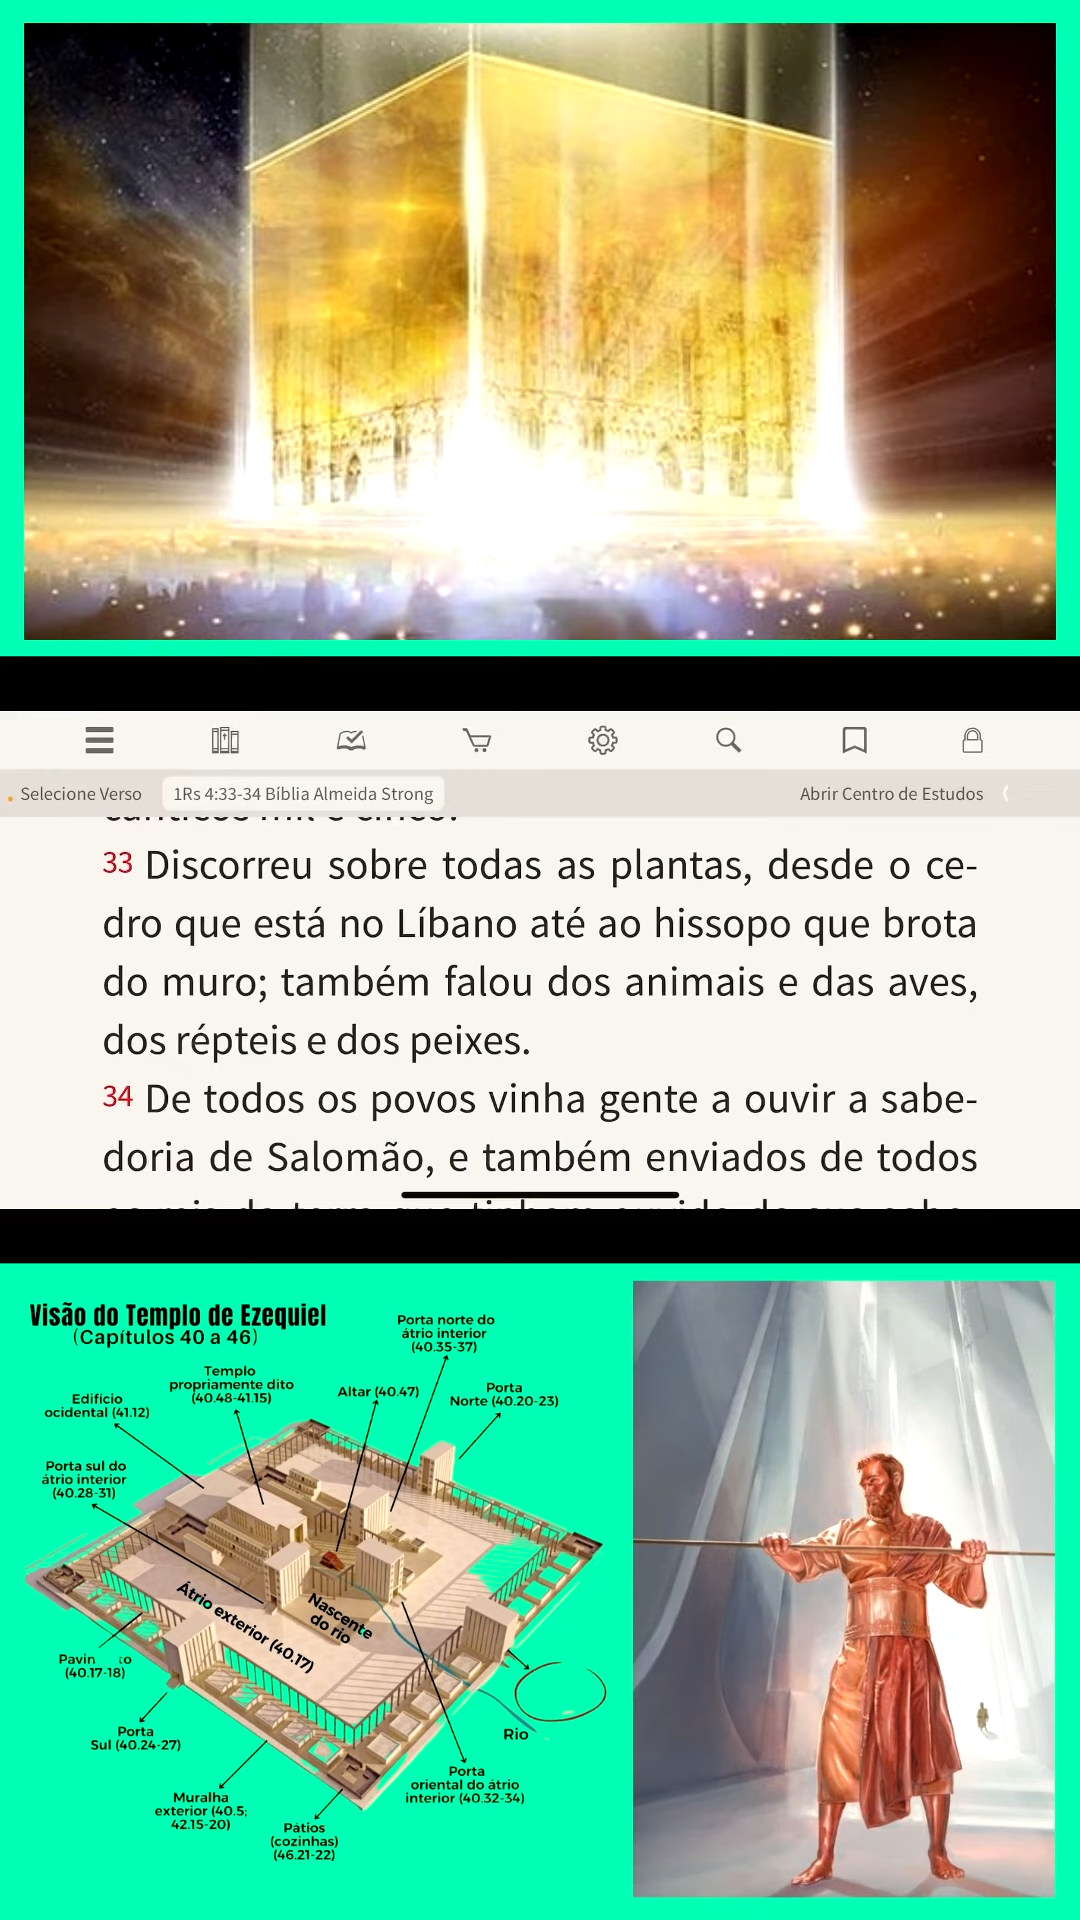 Selecione Verso
1Rs 4:33-34 Bíblia Almeida Strong
Abrir Centro de Estudos
33 Discorreu sobre todas as plantas, desde o ce-
dro que está no Líbano até ao hissopo que brota
do muro; também falou dos animais e das aves,
dos répteis e dos peixes.
34 De todos os povos vinha gente a ouvir a sabe-
doria de Salomão, e também enviados de todos
Visão do Templo de Ezequiel
(Capítulos 40 a 46)
Porta norte do
átrio interior
(40.35-37)
Templo
propriamente dito
(40.48-41.15)
Altar (40.47)
Porta
Norte (40.20-23)
Edifício
ocidental (41.12)
Porta sul do
átrio interior
(40.28-31)
Átrio exterior (40.17)
Nascente
do rio
(40.17-18)
Porta
Sul (40.24-27)
Rio
Porta
oriental do átrio
interior (40.32-34)
Muralha
exterior (40.5;
42.15-20)
Pátios
(cozinhas)
(46.21-22)